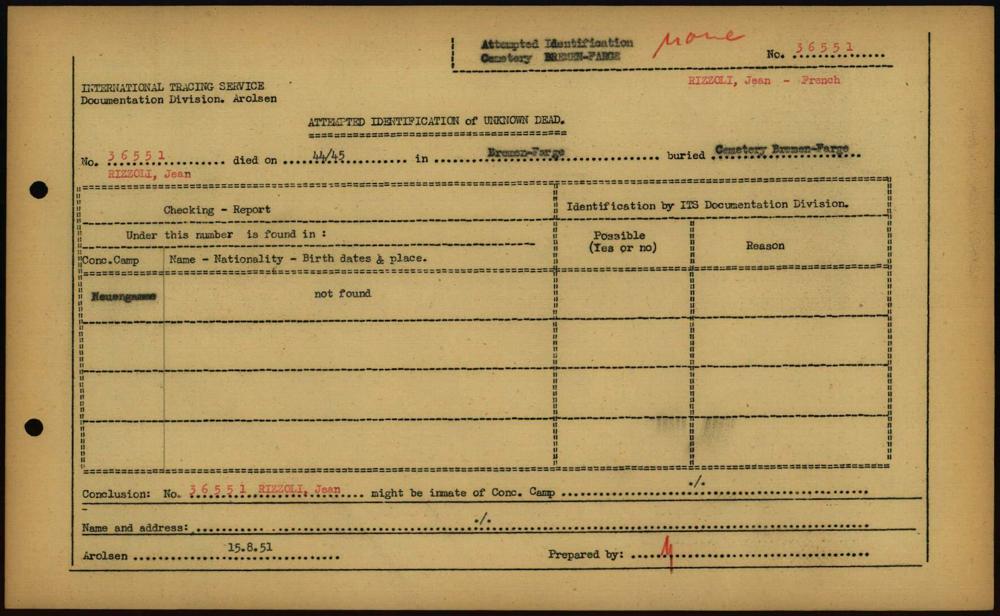 Attempted Identification none
Cemetery BREMEN-FARGE No. 36551
RIZZOLI, Jean - French
INTERNATIONAL TRACING SERVICE
Documentation Division. Arolsen
ATTEMPTED IDENTIFICATION of UNKNOWN DEAD.
No. 36551 died on 44/45 in Bremen-Farge buried Cemetery Bremen-Farge
RIZZOLI, Jean
Checking - Report
Identification by ITS Documentation Division.
Under this number is found in :
Possible
(Yes or no)
Reason
Conc.Camp Name - Nationality - Birth dates & place.
Neuengamme not found
Conclusion: No. 36551 RIZZOLI, Jean might be inmate of Conc. Camp ./.
Name and address: ./.
Arolsen 15.8.51 Prepared by: